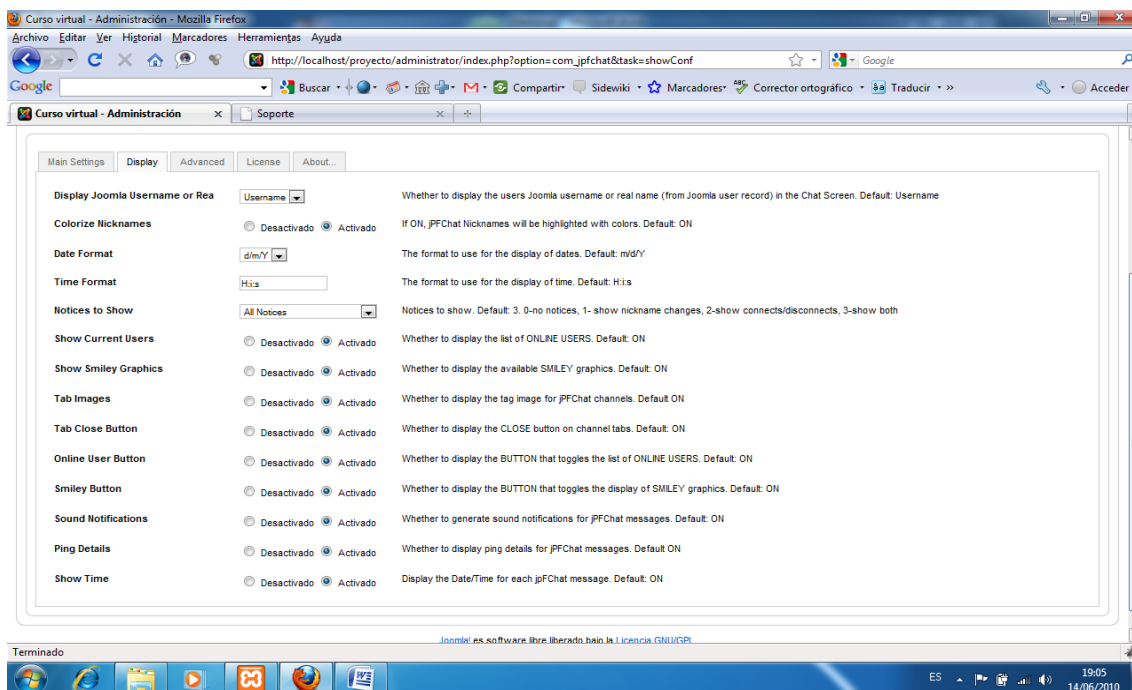 Curso virtual - Administración - Mozilla Firefox
Archivo Editar Ver Historial Marcadores Herramientas Ayuda
http://localhost/proyecto/administrator/index.php?option=com_jpfchat&task=showConf
Google
Google Buscar Compartir Sidewiki Marcadores Corrector ortográfico Traducir » Acceder
Curso virtual - Administración x Soporte x
Main Settings Display Advanced License About...
Display Joomla Username or Rea Username Whether to display the users Joomla username or real name (from Joomla user record) in the Chat Screen. Default: Username
Colorize Nicknames Desactivado Activado If ON, jPFChat Nicknames will be highlighted with colors. Default: ON
Date Format d/m/Y The format to use for the display of dates. Default: m/d/Y
Time Format H:i:s The format to use for the display of time. Default: H:i:s
Notices to Show All Notices Notices to show. Default: 3. 0-no notices, 1- show nickname changes, 2-show connects/disconnects, 3-show both
Show Current Users Desactivado Activado Whether to display the list of ONLINE USERS. Default: ON
Show Smiley Graphics Desactivado Activado Whether to display the available SMILEY graphics. Default: ON
Tab Images Desactivado Activado Whether to display the tag image for jPFChat channels. Default ON
Tab Close Button Desactivado Activado Whether to display the CLOSE button on channel tabs. Default: ON
Online User Button Desactivado Activado Whether to display the BUTTON that toggles the list of ONLINE USERS. Default: ON
Smiley Button Desactivado Activado Whether to display the BUTTON that toggles the display of SMILEY graphics. Default: ON
Sound Notifications Desactivado Activado Whether to generate sound notifications for jPFChat messages. Default: ON
Ping Details Desactivado Activado Whether to display ping details for jPFChat messages. Default ON
Show Time Desactivado Activado Display the Date/Time for each jpFChat message. Default: ON
Joomla! es software libre liberado bajo la Licencia GNU/GPL
Terminado
ES 19:05
14/06/2010